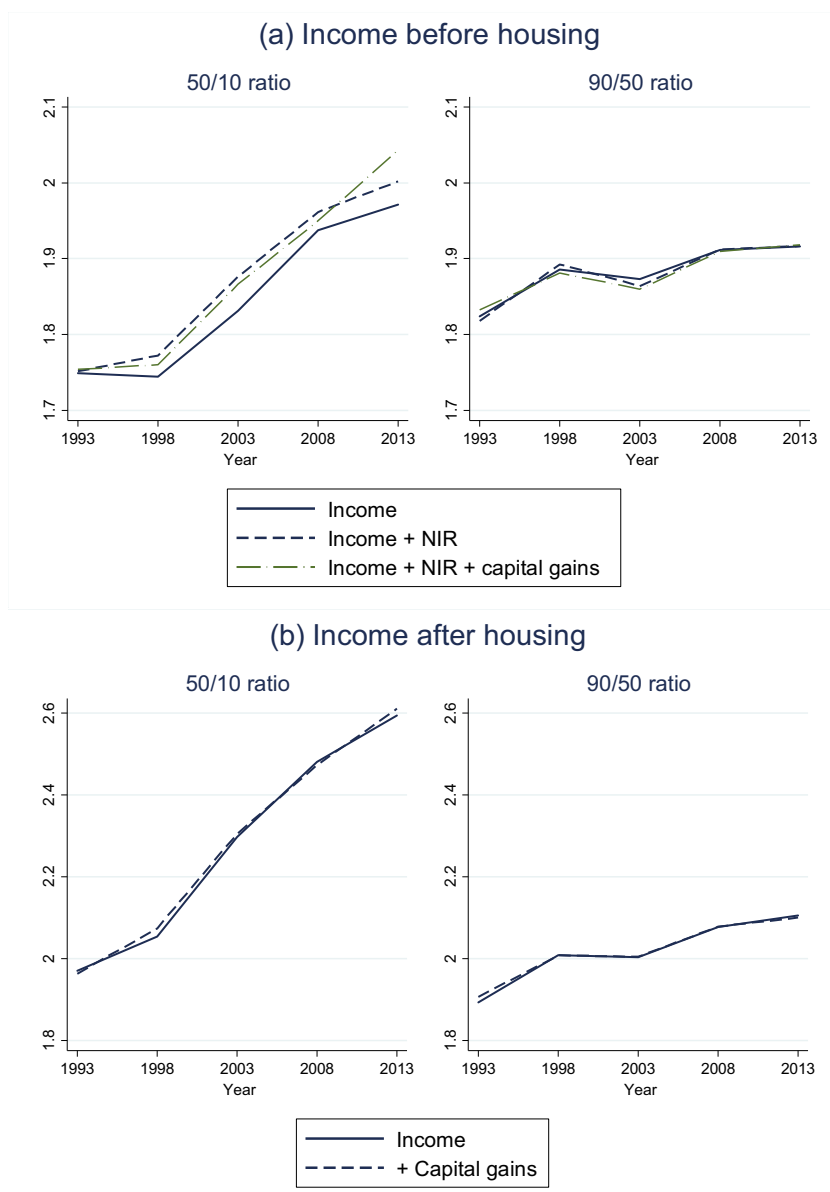 (a) Income before housing
50/10 ratio
90/50 ratio
2.1
2
1.9
1.8
1.7
1993 1998 2003 2008 2013
Year
2.1
2
1.9
1.8
1.7
1993 1998 2003 2008 2013
Year
Income
Income + NIR
Income + NIR + capital gains
(b) Income after housing
50/10 ratio
90/50 ratio
2.6
2.4
2.2
2
1.8
1993 1998 2003 2008 2013
Year
2.6
2.4
2.2
2
1.8
1993 1998 2003 2008 2013
Year
Income
+ Capital gains